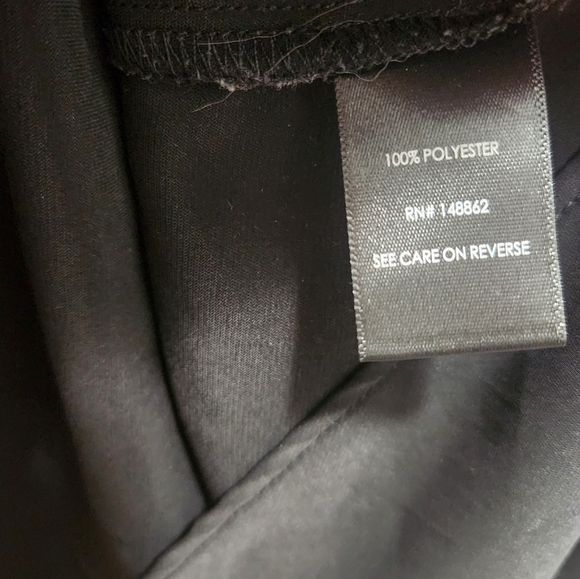 100% POLYESTER
RN# 148862
SEE CARE ON REVERSE